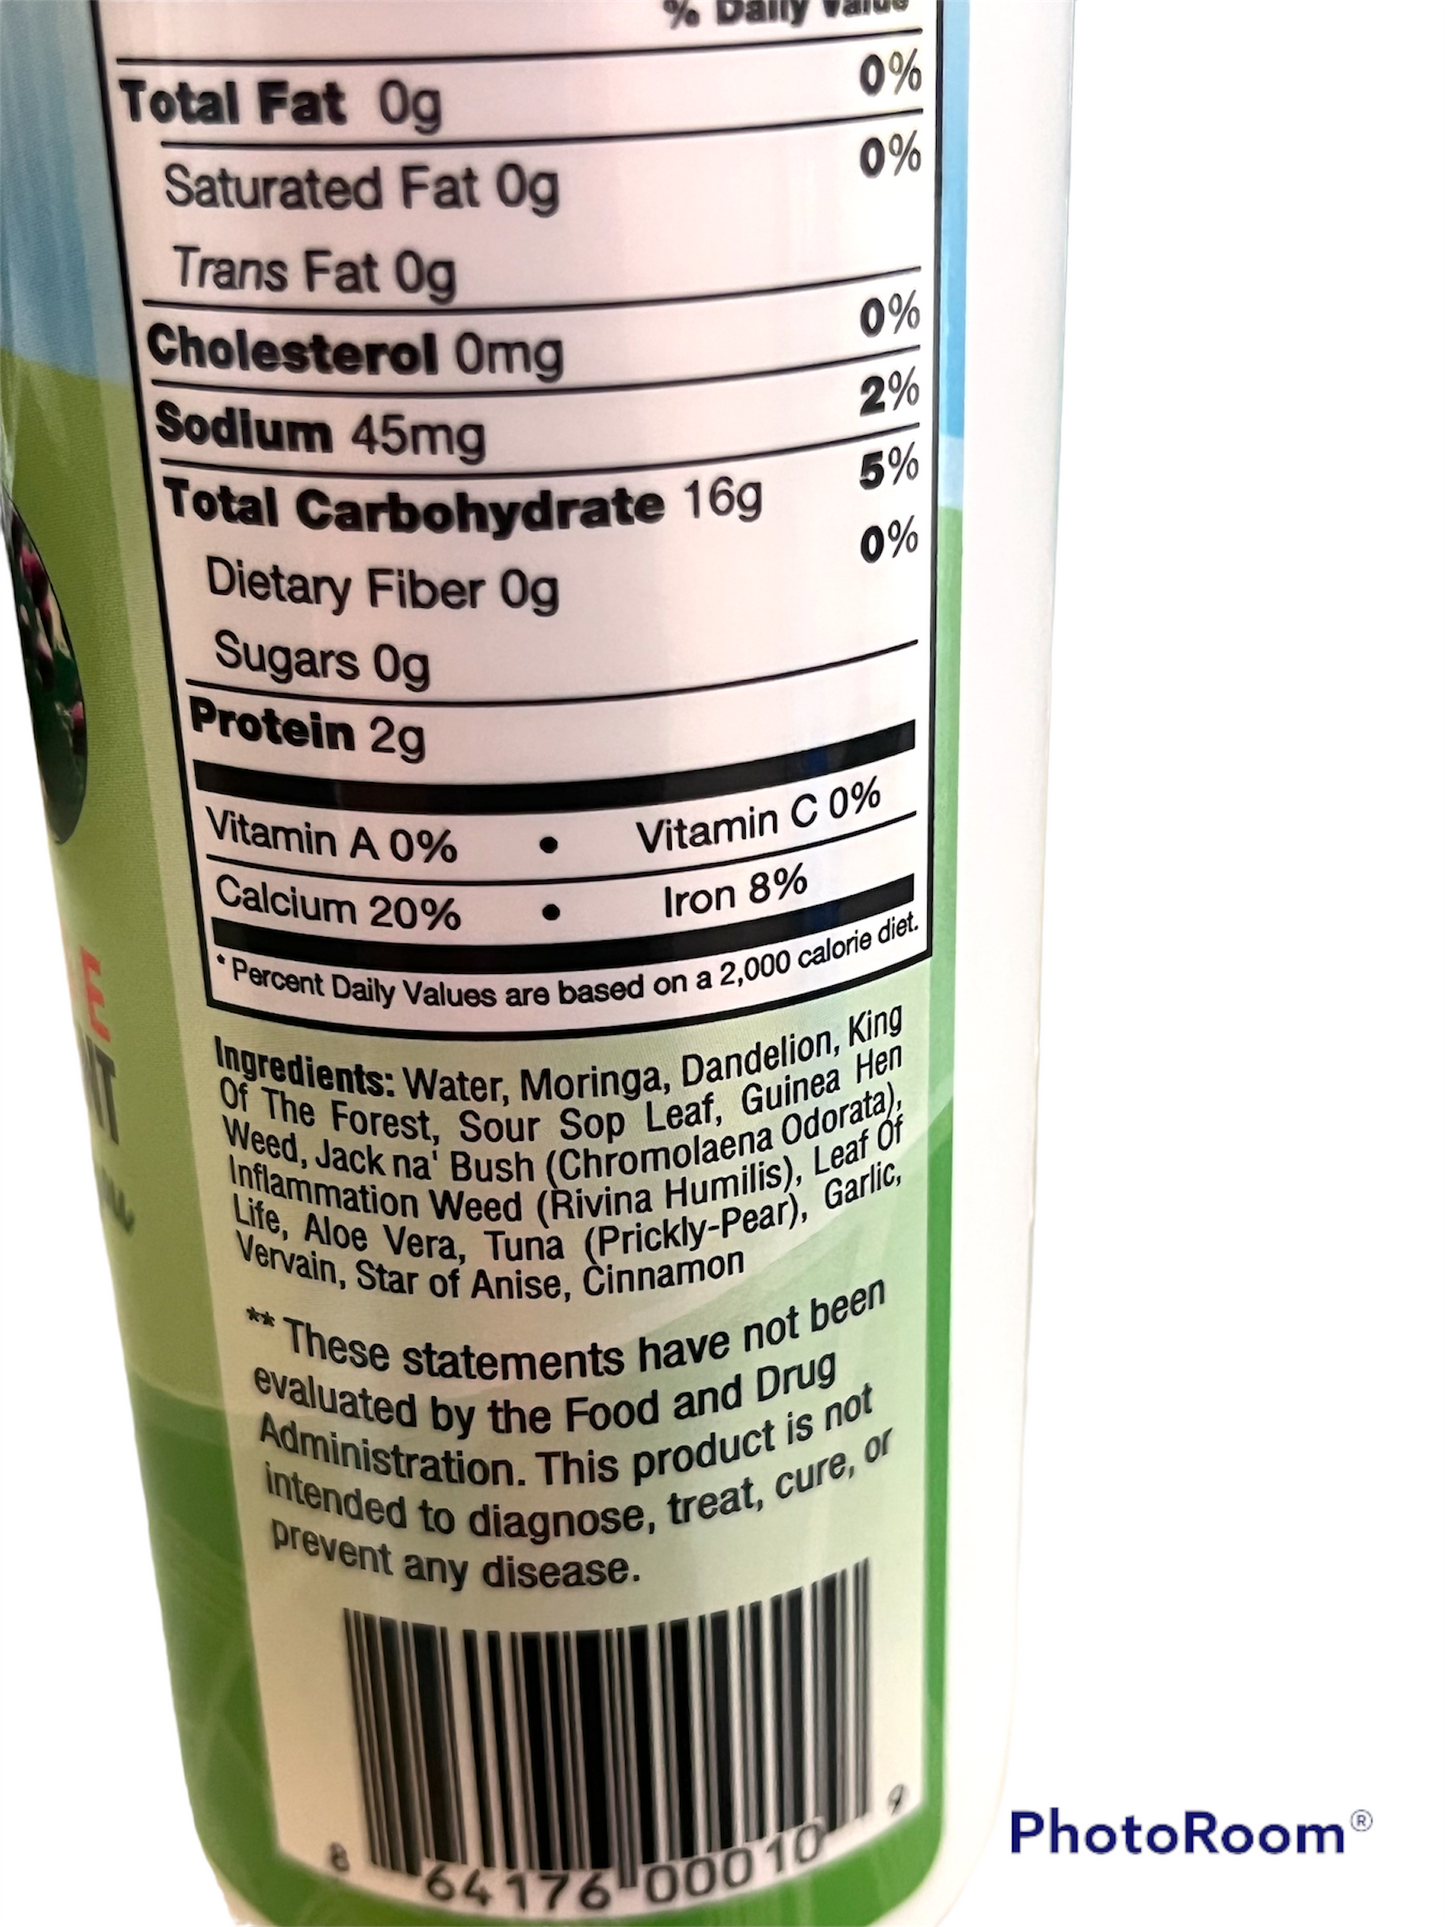 % Daily Value
Total Fat 0g 0%
Saturated Fat 0g 0%
Trans Fat 0g
Cholesterol 0mg 0%
Sodium 45mg 2%
Total Carbohydrate 16g 5%
Dietary Fiber 0g 0%
Sugars 0g
Protein 2g
Vitamin A 0% • Vitamin C 0%
Calcium 20% • Iron 8%
* Percent Daily Values are based on a 2,000 calorie diet.
Ingredients: Water, Moringa, Dandelion, King
Of The Forest, Sour Sop Leaf, Guinea Hen
Weed, Jack na' Bush (Chromolaena Odorata),
Inflammation Weed (Rivina Humilis), Leaf Of
Life, Aloe Vera, Tuna (Prickly-Pear), Garlic,
Vervain, Star of Anise, Cinnamon
** These statements have not been
evaluated by the Food and Drug
Administration. This product is not
intended to diagnose, treat, cure, or
prevent any disease.
8 64176 00010 9
PhotoRoom®